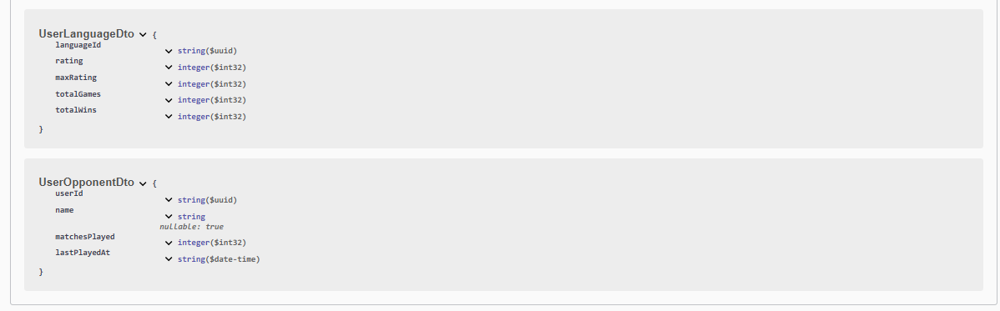 UserLanguageDto {
languageId string($uuid)
rating integer($int32)
maxRating integer($int32)
totalGames integer($int32)
totalWins integer($int32)
}
UserOpponentDto {
userId string($uuid)
name string
nullable: true
matchesPlayed integer($int32)
lastPlayedAt string($date-time)
}